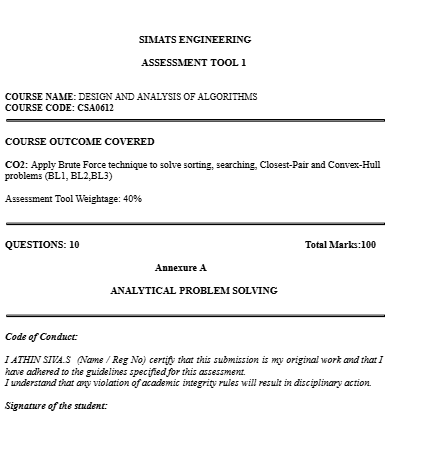 SIMATS ENGINEERING
ASSESSMENT TOOL 1
COURSE NAME: DESIGN AND ANALYSIS OF ALGORITHMS
COURSE CODE: CSA0612
COURSE OUTCOME COVERED
CO2: Apply Brute Force technique to solve sorting, searching, Closest-Pair and Convex-Hull
problems (BL1, BL2,BL3)
Assessment Tool Weightage: 40%
QUESTIONS: 10 Total Marks:100
Annexure A
ANALYTICAL PROBLEM SOLVING
Code of Conduct:
I ATHIN SIVA.S (Name / Reg No) certify that this submission is my original work and that I
have adhered to the guidelines specified for this assessment.
I understand that any violation of academic integrity rules will result in disciplinary action.
Signature of the student: